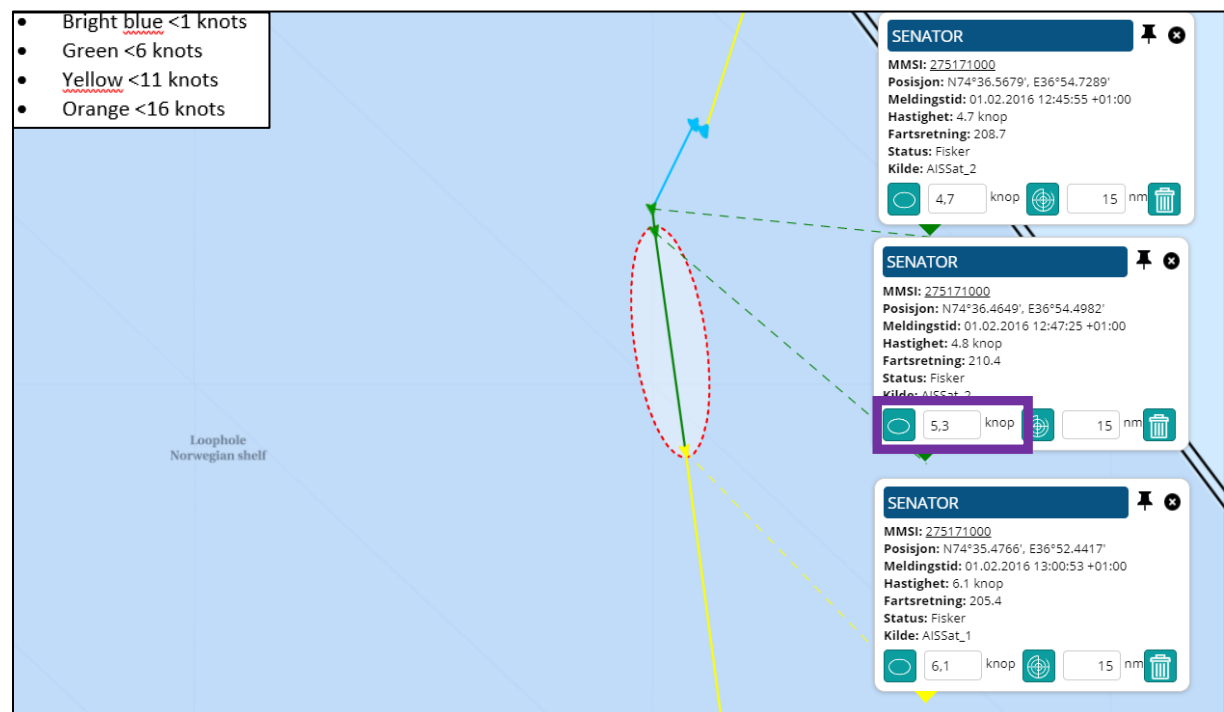 • Bright blue <1 knots
• Green <6 knots
• Yellow <11 knots
• Orange <16 knots
Loophole
Norwegian shelf
SENATOR
MMSI: 275171000
Posisjon: N74°36.5679', E36°54.7289'
Meldingstid: 01.02.2016 12:45:55 +01:00
Hastighet: 4.7 knop
Fartsretning: 208.7
Status: Fisker
Kilde: AISSat_2
4,7 knop 15 nm
SENATOR
MMSI: 275171000
Posisjon: N74°36.4649', E36°54.4982'
Meldingstid: 01.02.2016 12:47:25 +01:00
Hastighet: 4.8 knop
Fartsretning: 210.4
Status: Fisker
Kilde: AISSat_2
5,3 knop 15 nm
SENATOR
MMSI: 275171000
Posisjon: N74°35.4766', E36°52.4417'
Meldingstid: 01.02.2016 13:00:53 +01:00
Hastighet: 6.1 knop
Fartsretning: 205.4
Status: Fisker
Kilde: AISSat_1
6,1 knop 15 nm